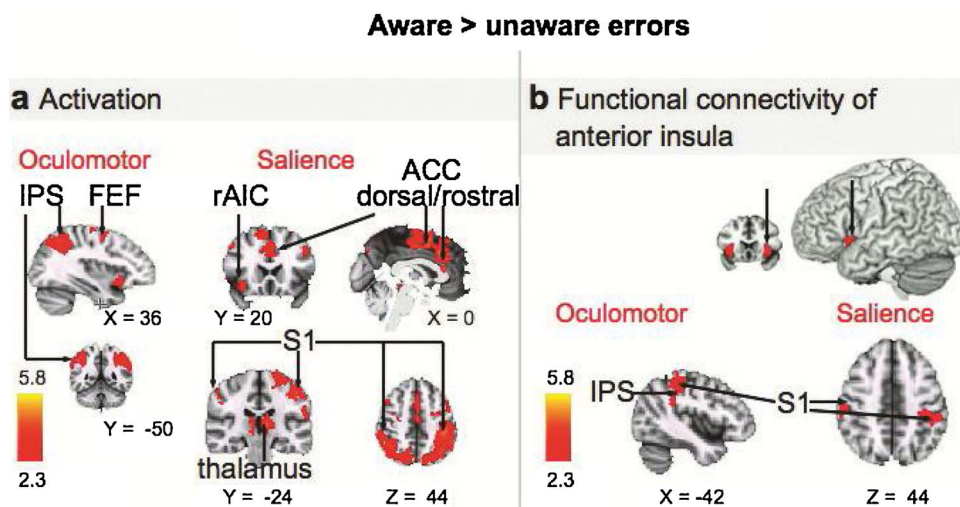 Aware > unaware errors
a Activation
Oculomotor
Salience
IPS FEF
rAIC
ACC
dorsal/rostral
X = 36
Y = 20
X = 0
S1
5.8
2.3
Y = -50
thalamus
Y = -24
Z = 44
b Functional connectivity of
anterior insula
Oculomotor
Salience
5.8
2.3
IPS
S1
X = -42
Z = 44